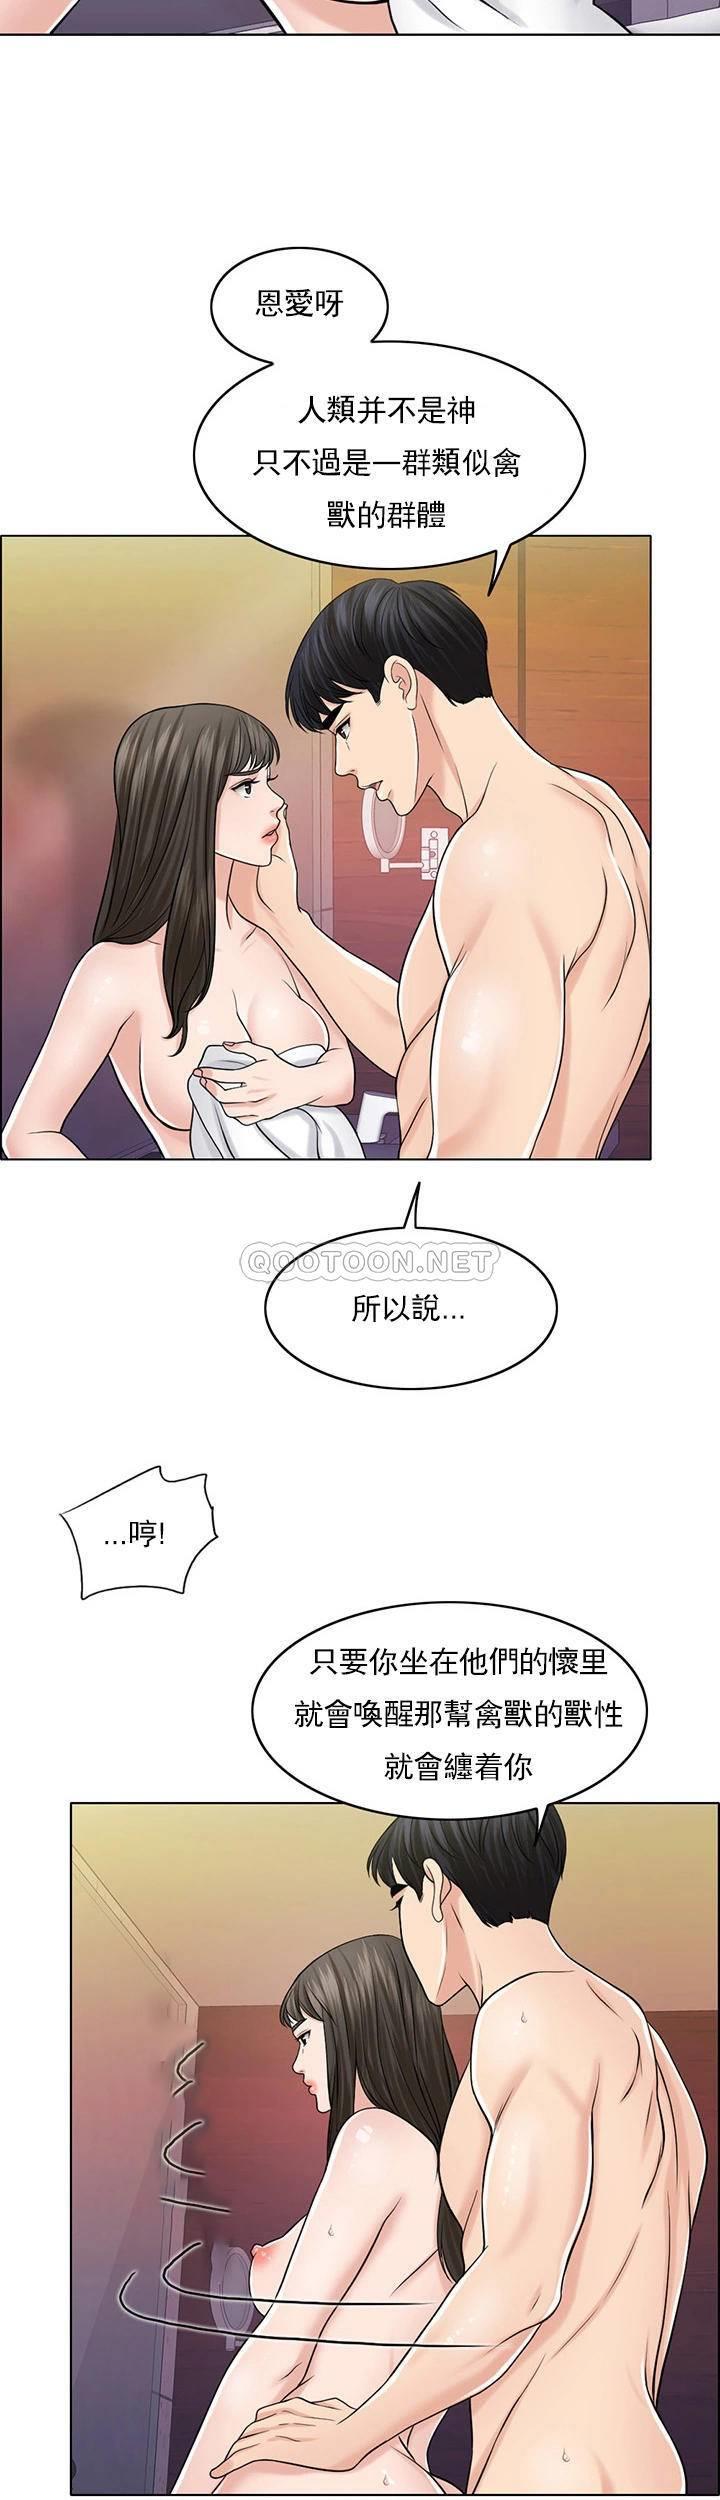 恩愛呀
人類并不是神
只不過是一群類似禽
獸的群體
QOOTOON.NET
所以說...
...哼!
只要你坐在他們的懷里
就會喚醒那幫禽獸的獸性
就會纏着你